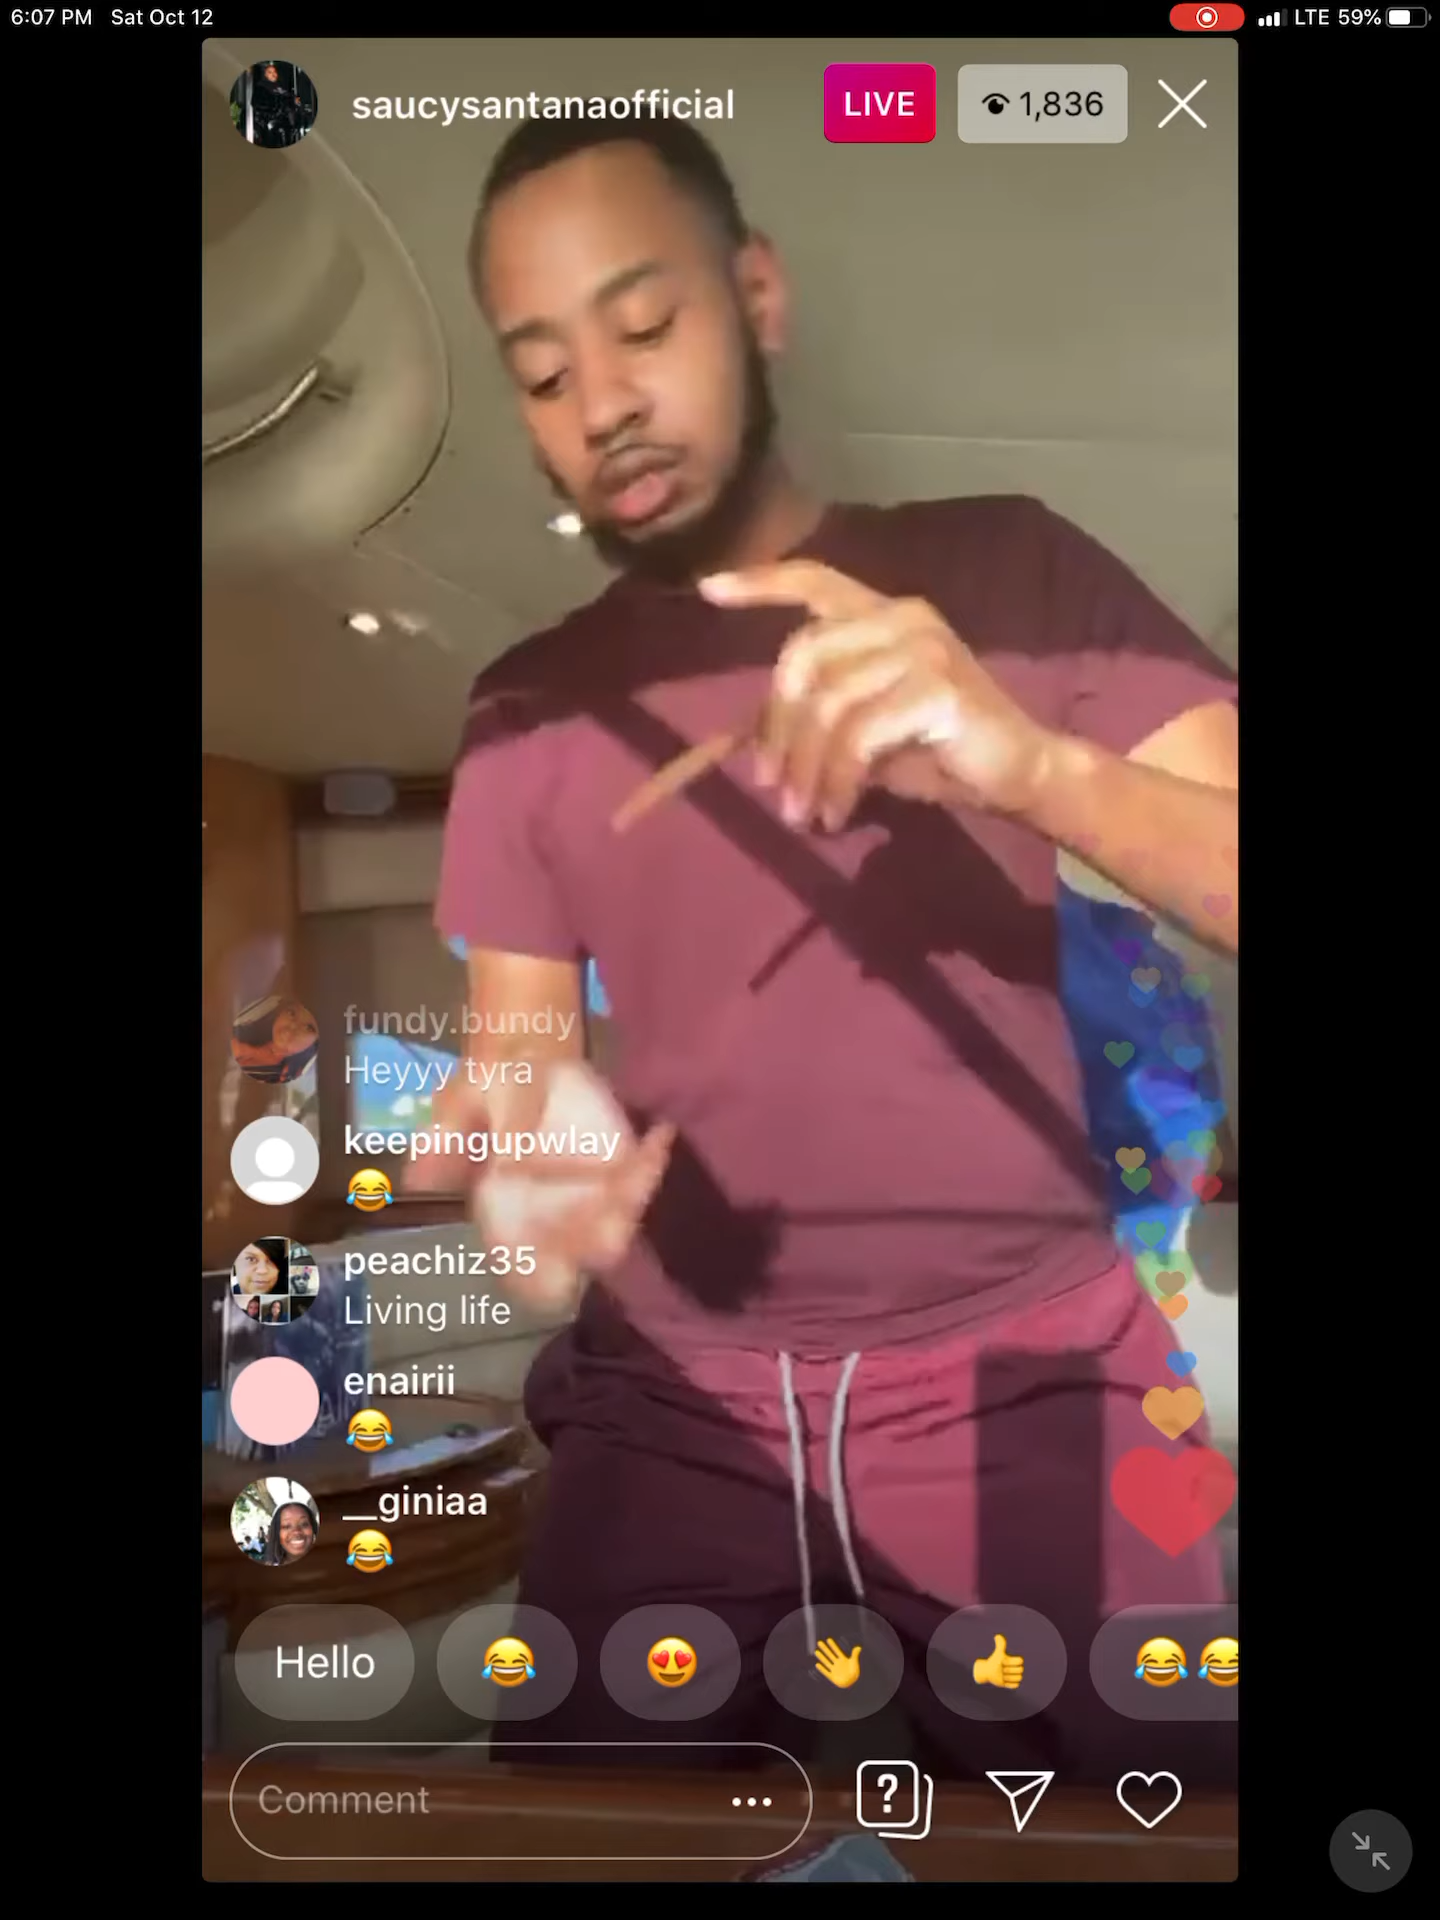 6:07 PM Sat Oct 12
LTE 59%
saucysantanaofficial
LIVE
1,836
fundy.bundy
Heyyy tyra
keepingupwlay
😂
peachiz35
Living life
enairii
😂
__giniaa
😂
Hello 😂 😍 👋 👍 😂😂
Comment
?